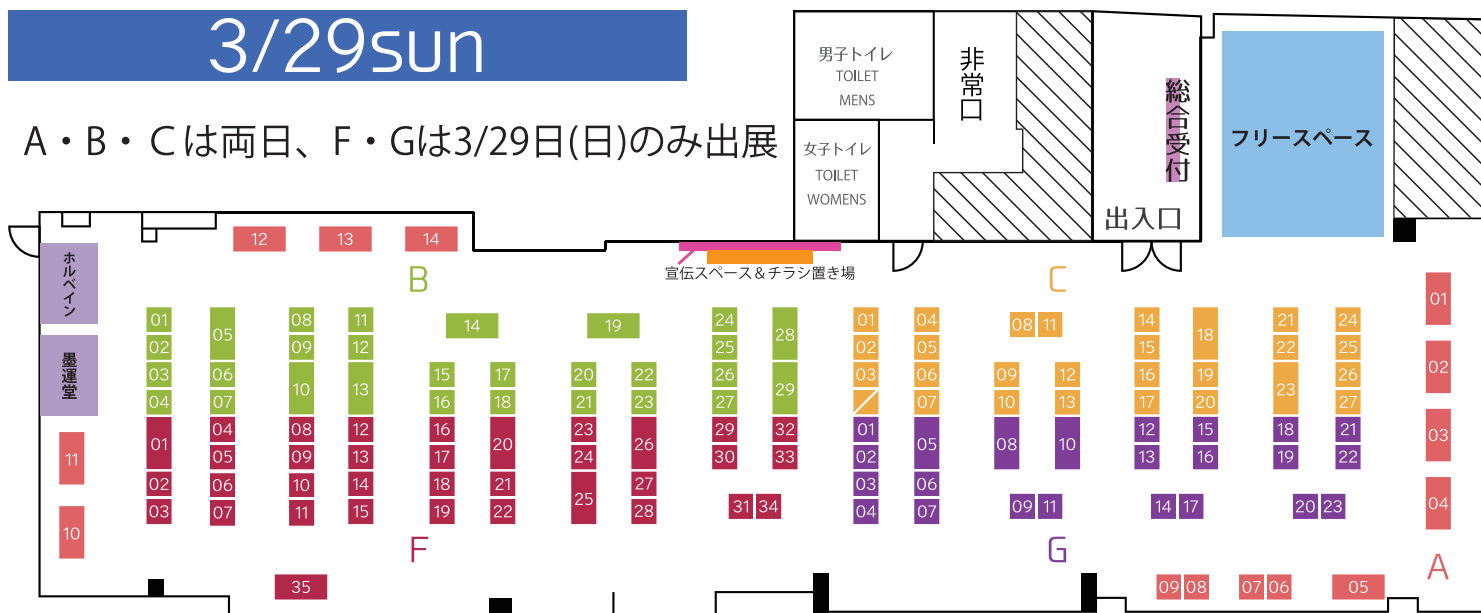 3/29sun
A・B・Cは両日、F・Gは3/29日(日)のみ出展
男子トイレ
TOILET
MENS
女子トイレ
TOILET
WOMENS
非常口
総合受付
出入口
フリースペース
宣伝スペース＆チラシ置き場
ホルベイン
墨運堂
12 13 14
B
C
01 05 08 11 14 19 24 28 01 04 08 11 14 18 21 24 01
02 09 12 25 02 05 15 22 25
03 06 10 13 15 17 20 22 26 29 03 06 09 12 16 19 23 26 02
04 07 16 18 21 23 27 07 10 13 17 20 27
01 04 08 12 16 20 23 26 29 32 01 05 08 10 12 15 18 21 03
11 05 09 13 17 24 30 33 02 13 16 19 22
02 06 10 14 18 21 25 27 03 06
03 07 11 15 19 22 28 31 34 04 07 09 11 14 17 20 23 04
10
F
G
A
35 09 08 07 06 05